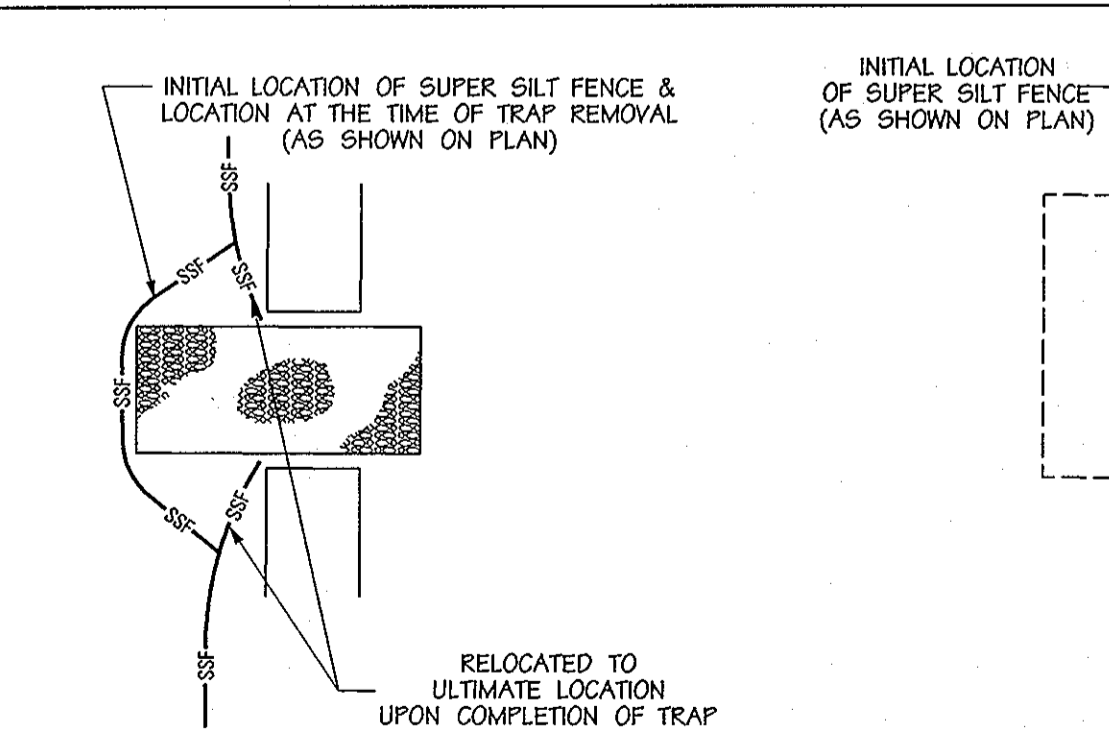 INITIAL LOCATION OF SUPER SILT FENCE &
LOCATION AT THE TIME OF TRAP REMOVAL
(AS SHOWN ON PLAN)
INITIAL LOCATION
OF SUPER SILT FENCE
(AS SHOWN ON PLAN)
SSF
SSF
SSF
SSF
SSF
SSF
SSF
RELOCATED TO
ULTIMATE LOCATION
UPON COMPLETION OF TRAP